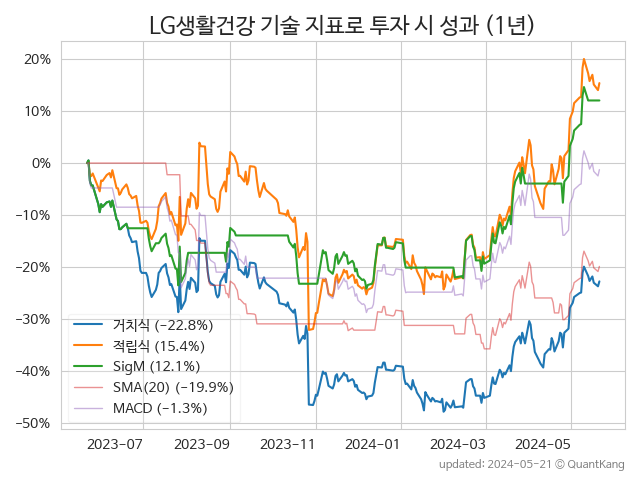 LG생활건강 기술 지표로 투자 시 성과 (1년)
20%
10%
0%
−10%
−20%
−30%
−40%
−50%
거치식 (−22.8%)
적립식 (15.4%)
SigM (12.1%)
SMA(20) (−19.9%)
MACD (−1.3%)
2023−07
2023−09
2023−11
2024−01
2024−03
2024−05
updated: 2024−05−21 © QuantKang